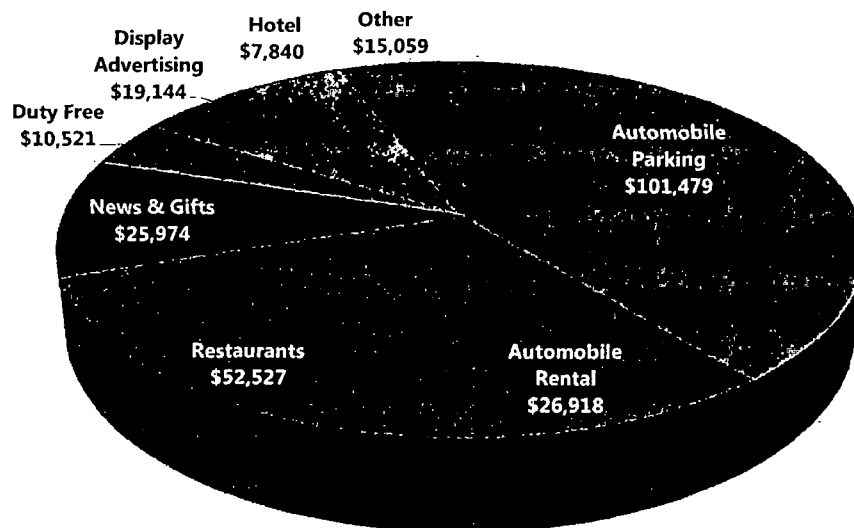 Hotel
$7,840
Other
$15,059
Display
Advertising
$19,144
Duty Free
$10,521
Automobile
Parking
$101,479
News & Gifts
$25,974
Restaurants
$52,527
Automobile
Rental
$26,918